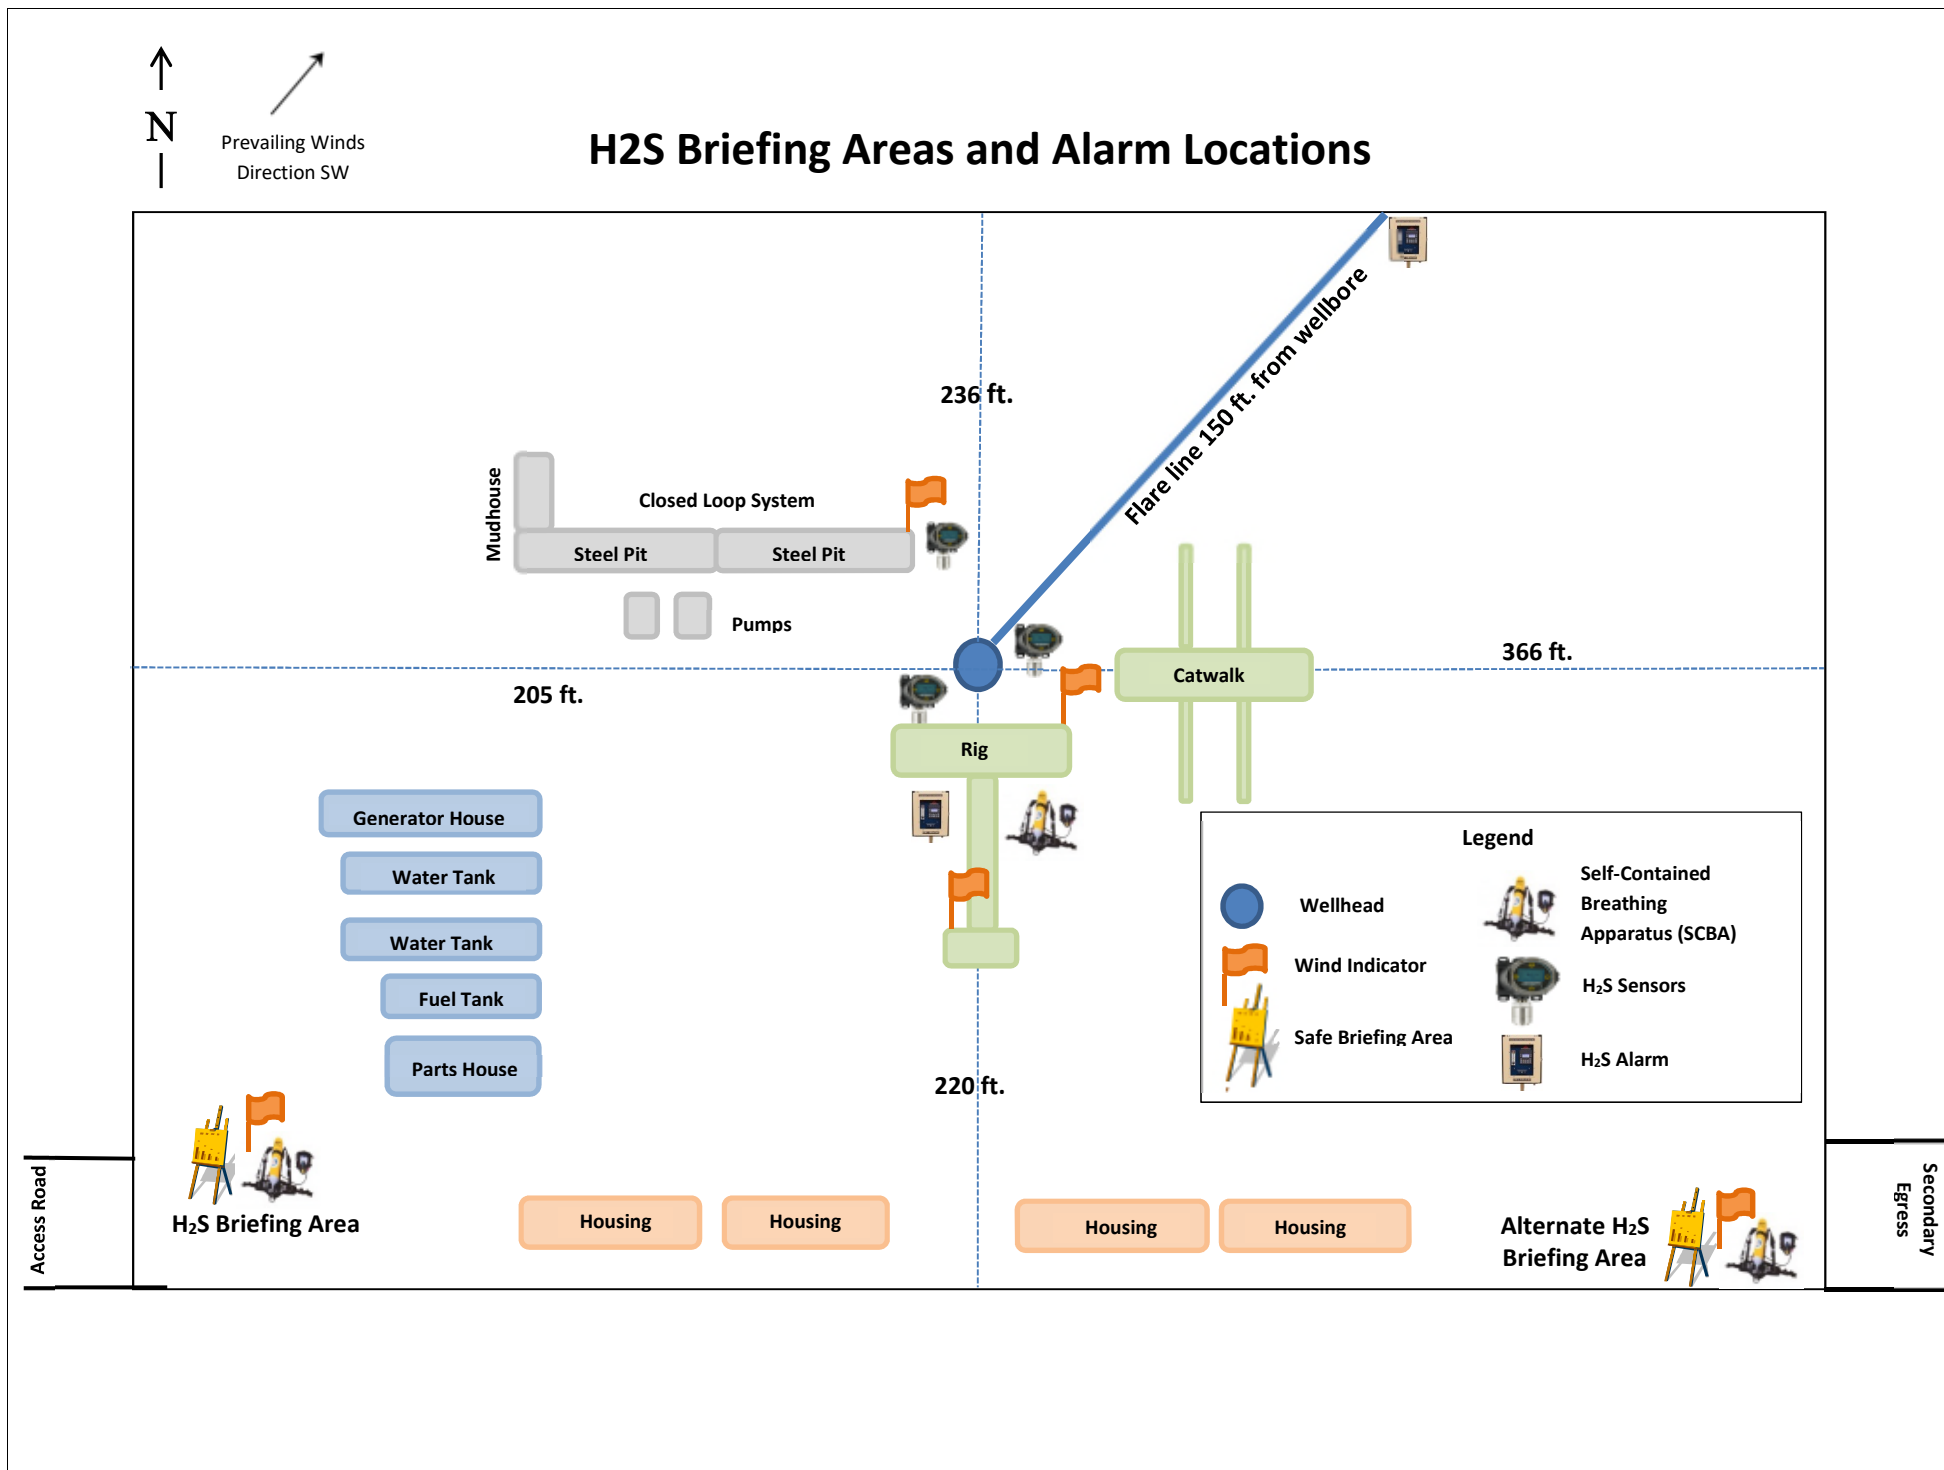 N
Prevailing Winds
Direction SW
H2S Briefing Areas and Alarm Locations
236 ft.
Flare line 150 ft. from wellbore
Mudhouse
Closed Loop System
Steel Pit
Steel Pit
Pumps
366 ft.
Catwalk
205 ft.
Rig
Generator House
Water Tank
Water Tank
Fuel Tank
Parts House
220 ft.
Legend
Wellhead
Wind Indicator
Safe Briefing Area
Self-Contained
Breathing
Apparatus (SCBA)
H₂S Sensors
H₂S Alarm
Access Road
H₂S Briefing Area
Housing
Housing
Housing
Housing
Alternate H₂S
Briefing Area
Secondary
Egress